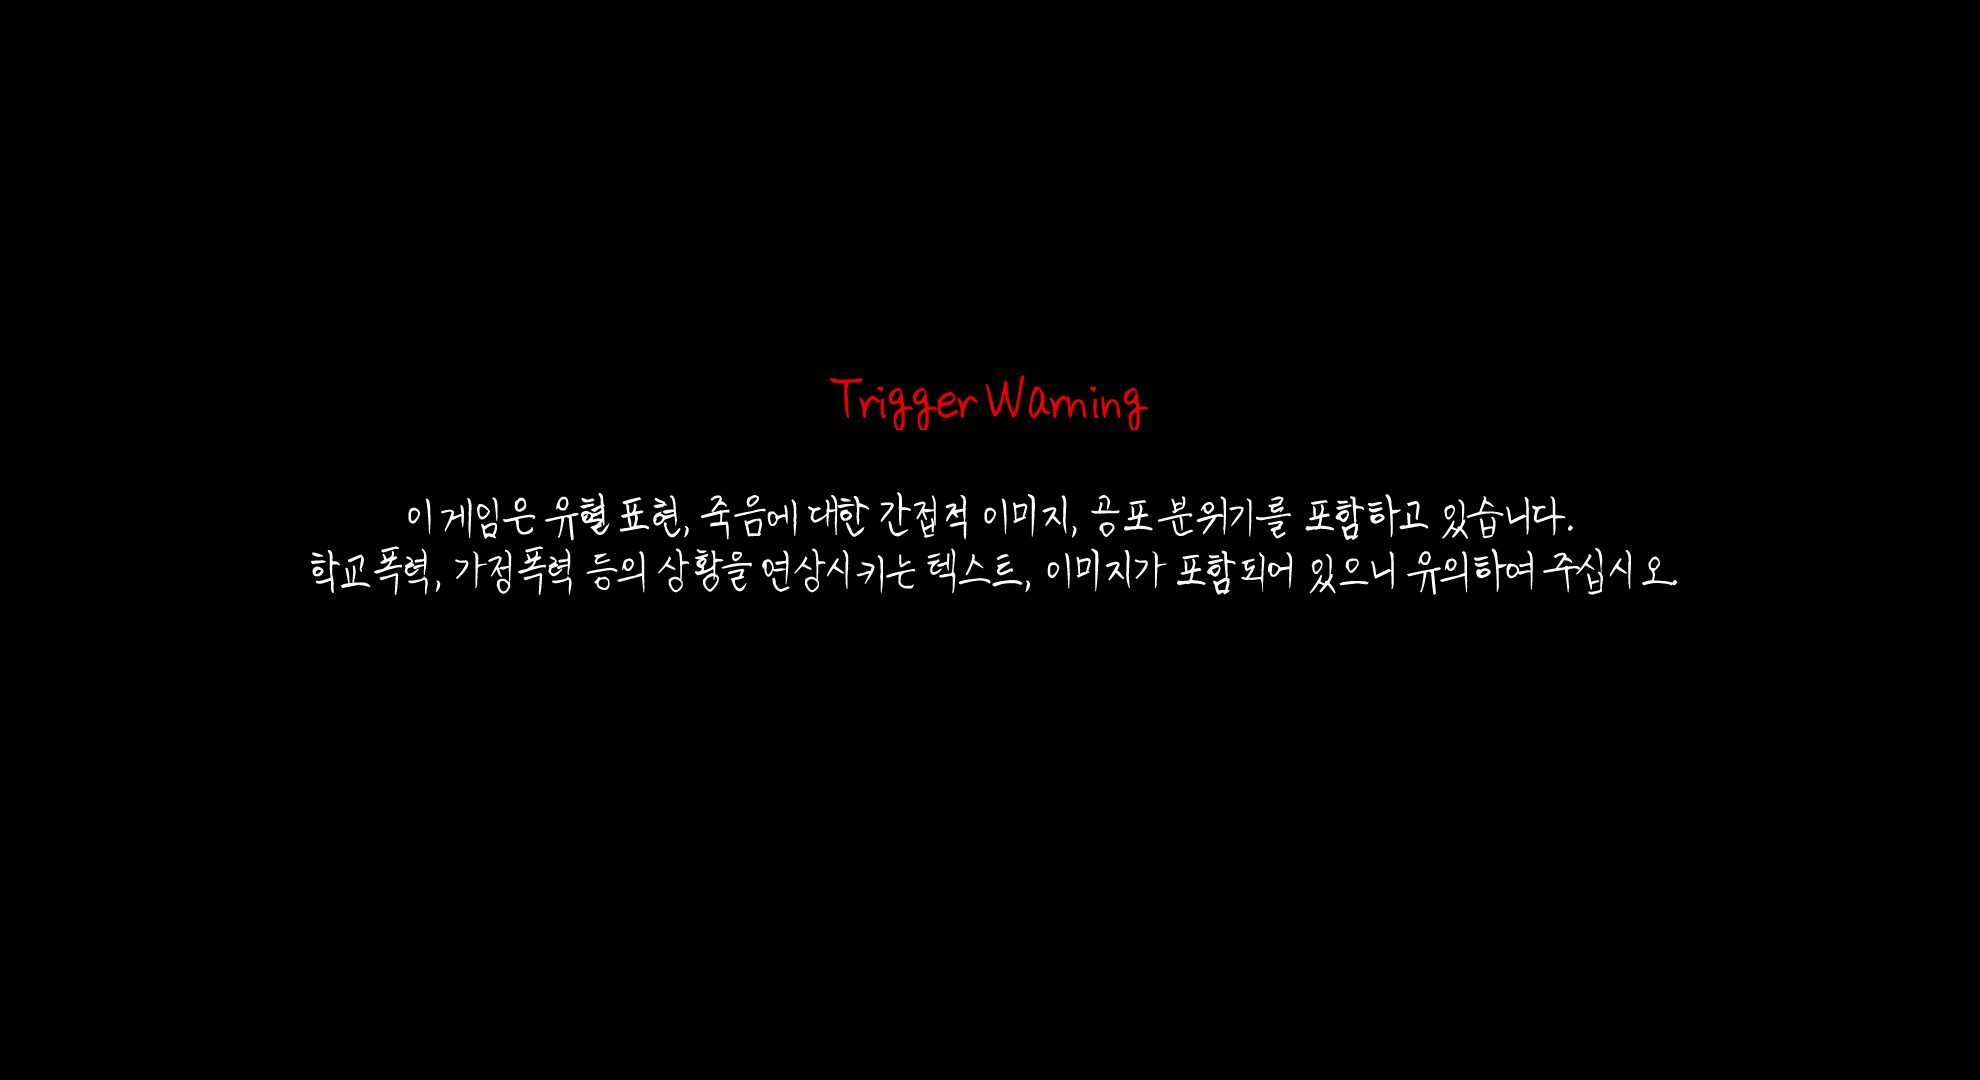 Trigger Warning
이 게임은 유혈 표현, 죽음에 대한 간접적 이미지, 공포 분위기를 포함하고 있습니다.
학교폭력, 가정폭력 등의 상황을 연상시키는 텍스트, 이미지가 포함되어 있으니 유의하여 주십시오.